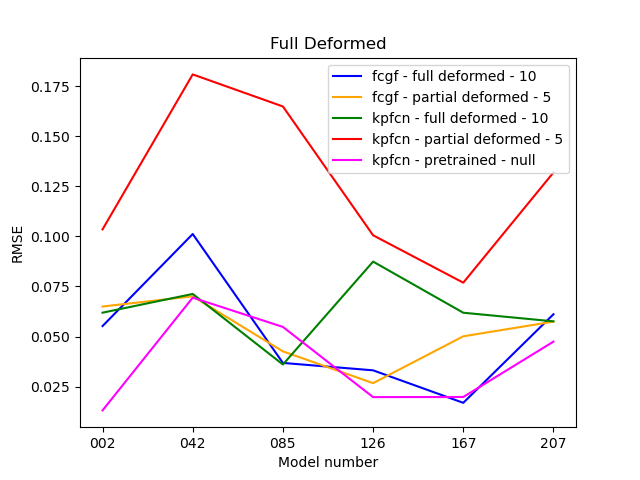 Full Deformed
fcgf - full deformed - 10
fcgf - partial deformed - 5
kpfcn - full deformed - 10
kpfcn - partial deformed - 5
kpfcn - pretrained - null
0.175
0.150
0.125
0.100
0.075
0.050
0.025
RMSE
002 042 085 126 167 207
Model number